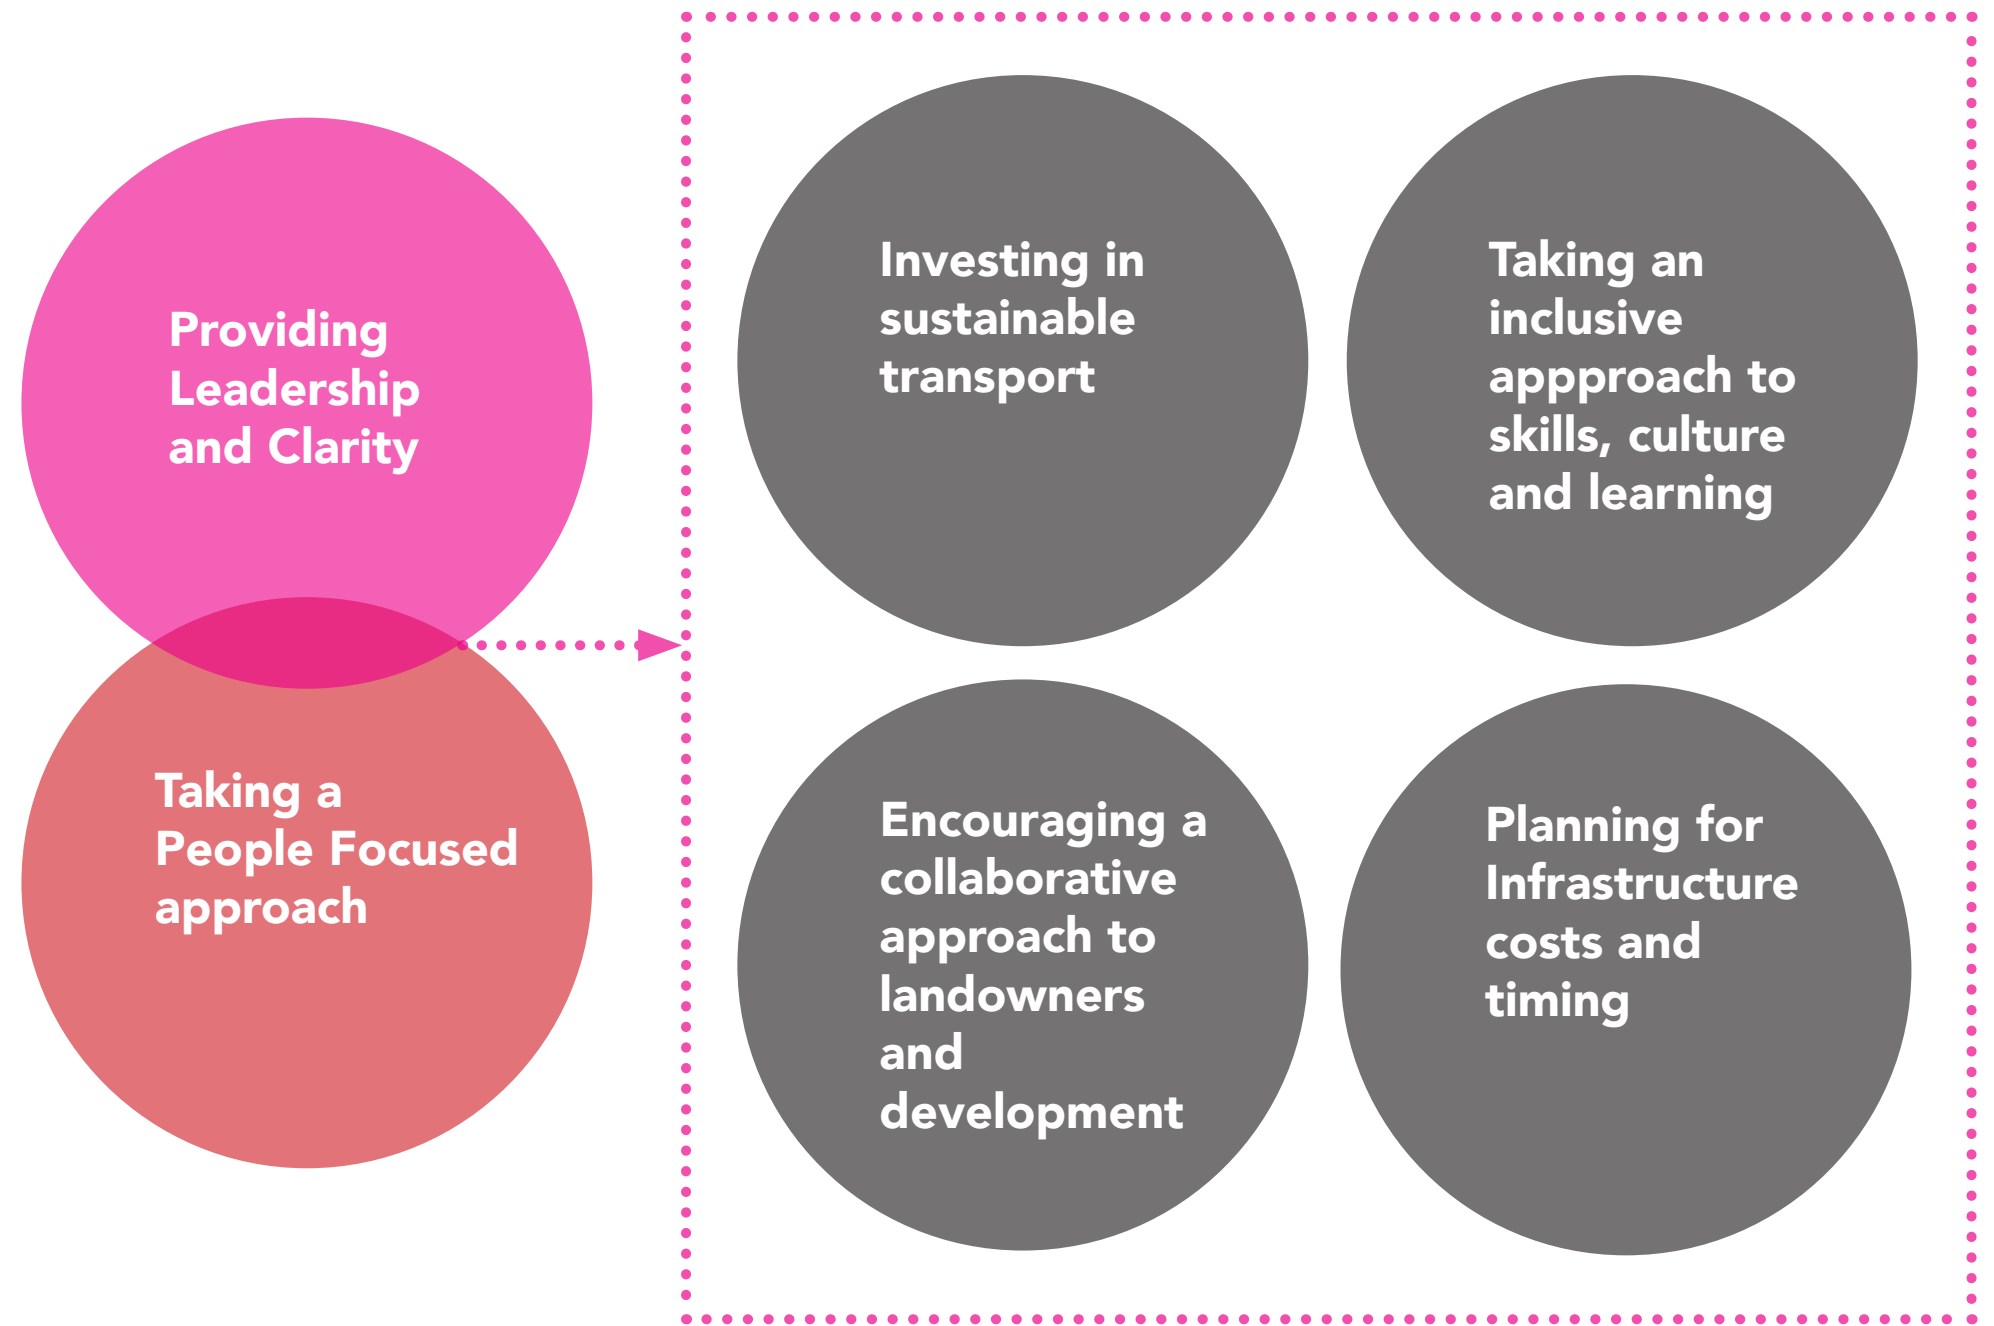 Providing
Leadership
and Clarity
Taking a
People Focused
approach
Investing in
sustainable
transport
Taking an
inclusive
appproach to
skills, culture
and learning
Encouraging a
collaborative
approach to
landowners
and
development
Planning for
Infrastructure
costs and
timing